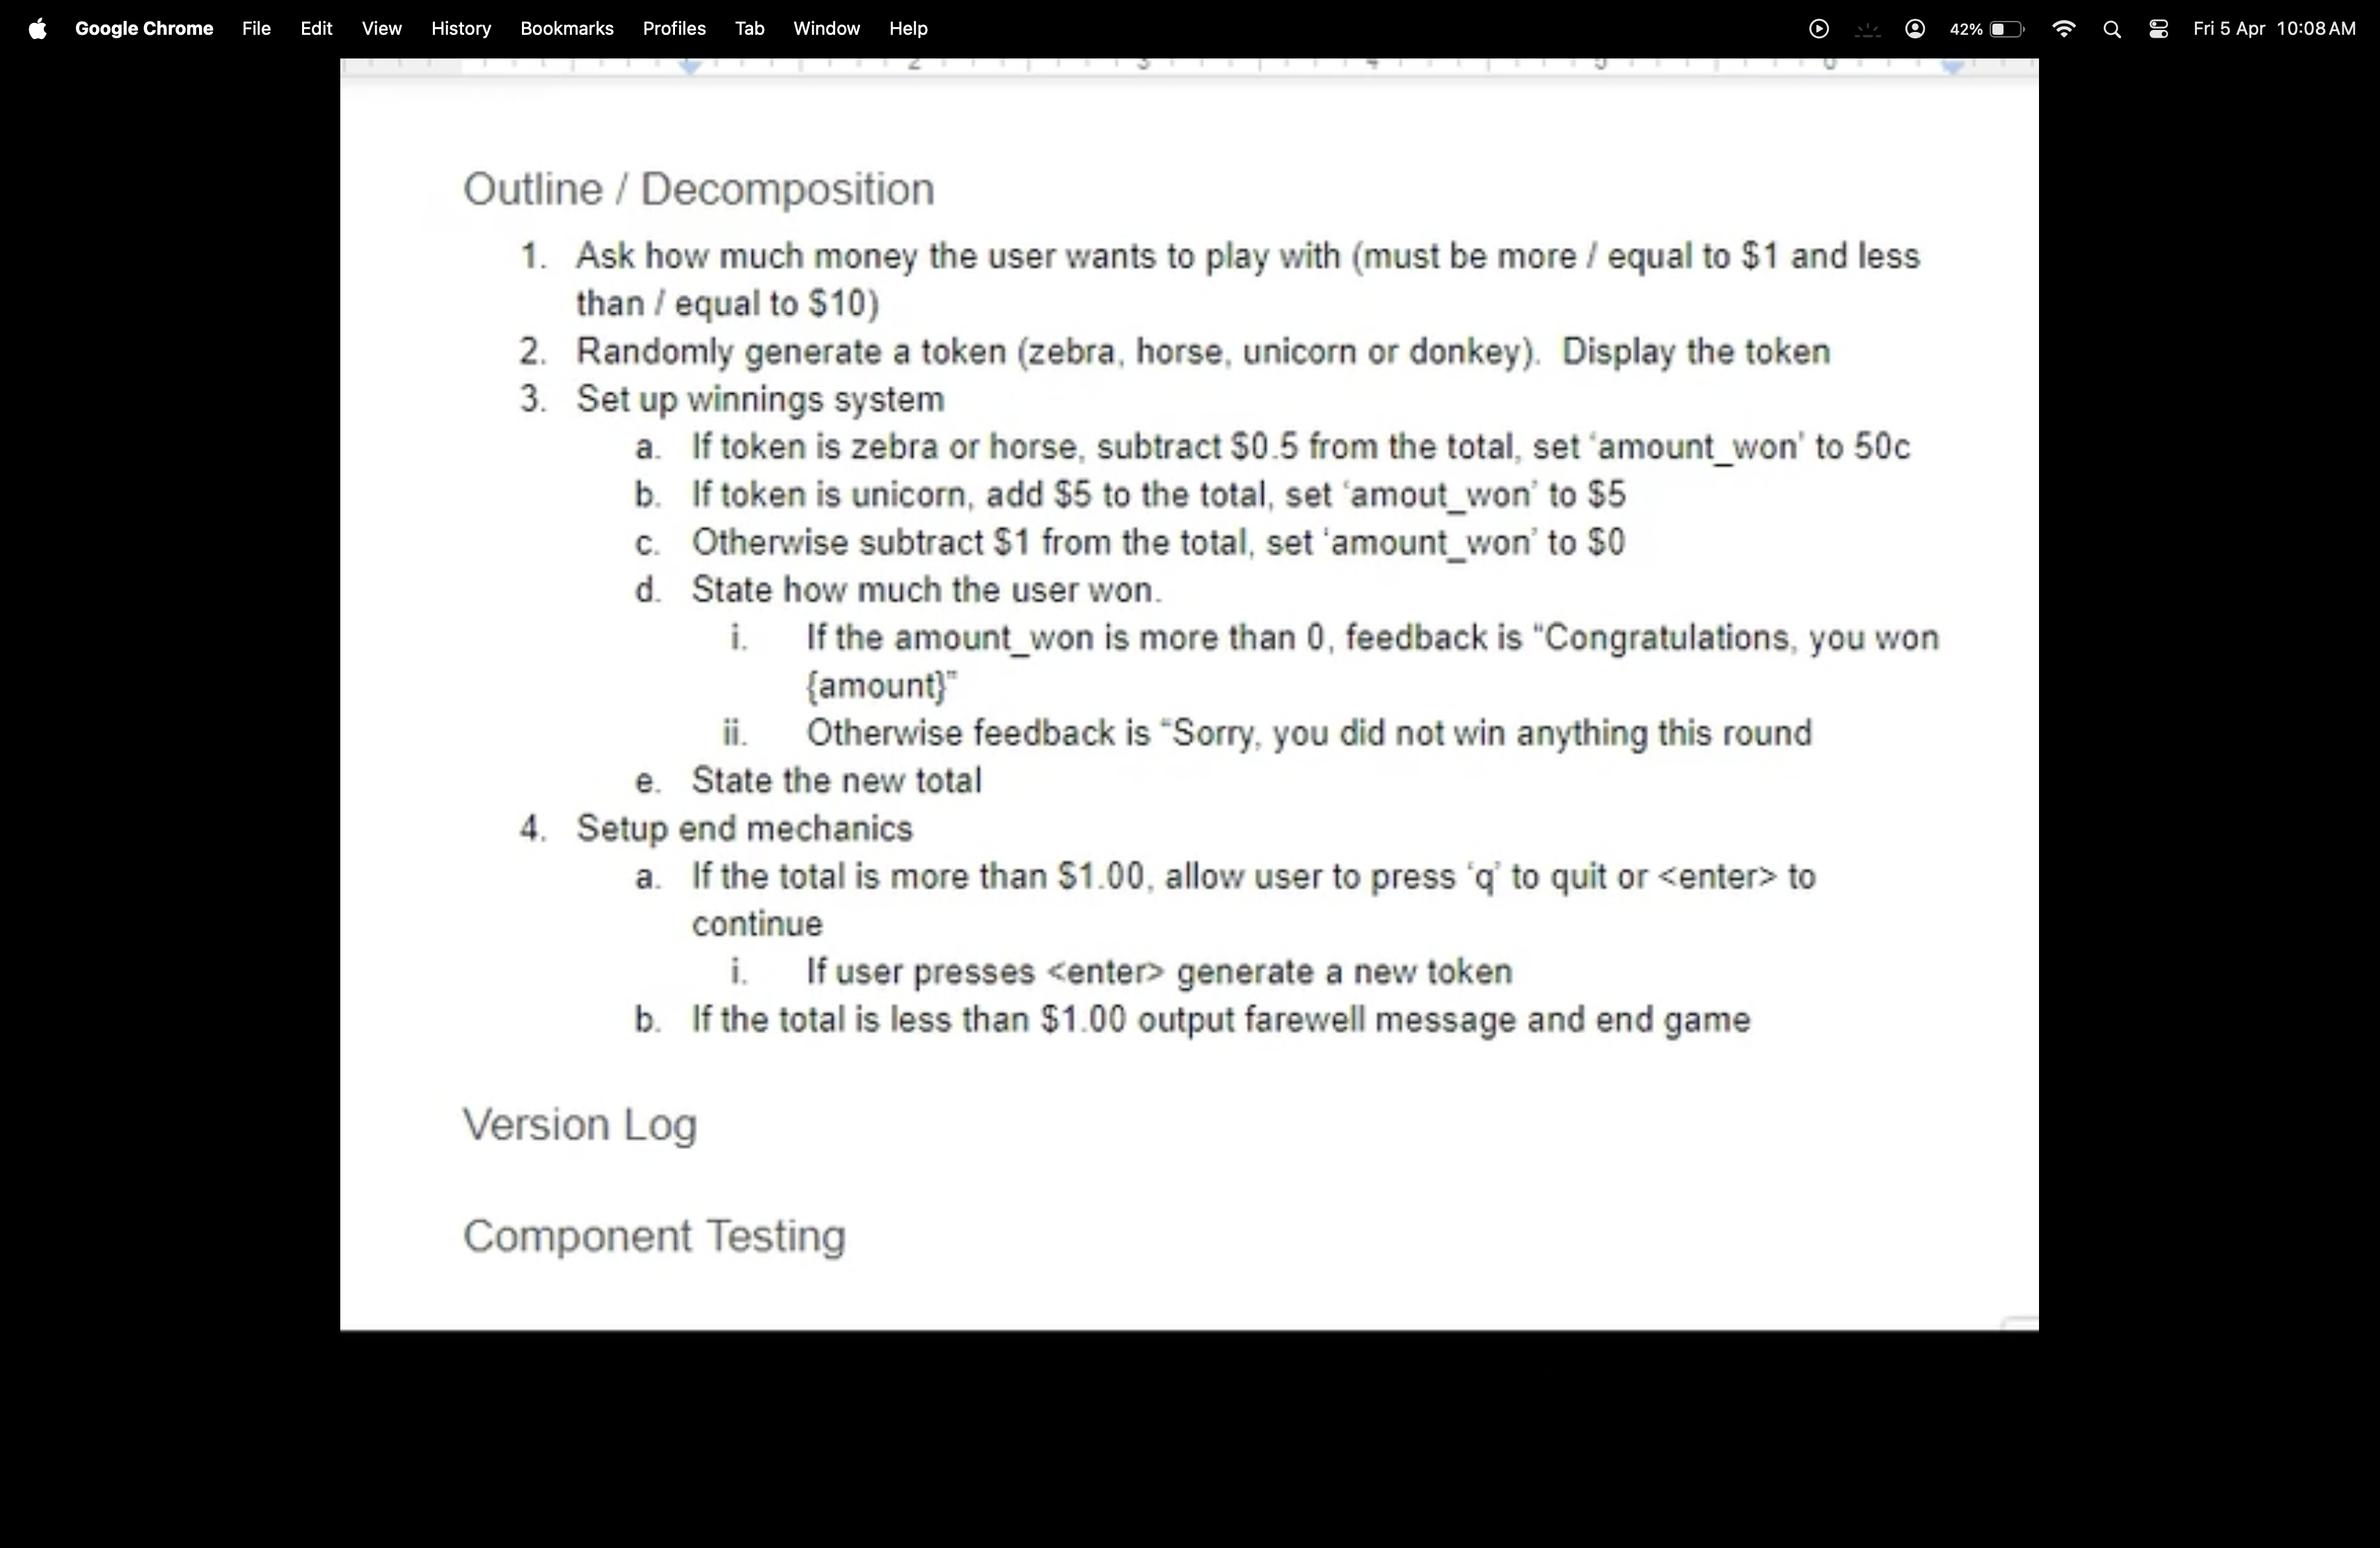 Google Chrome File Edit View History Bookmarks Profiles Tab Window Help 42% Fri 5 Apr 10:08 AM
2 3 4 5 6
Outline / Decomposition
1. Ask how much money the user wants to play with (must be more / equal to $1 and less
than / equal to $10)
2. Randomly generate a token (zebra, horse, unicorn or donkey). Display the token
3. Set up winnings system
a. If token is zebra or horse, subtract $0.5 from the total, set ‘amount_won’ to 50c
b. If token is unicorn, add $5 to the total, set ‘amout_won’ to $5
c. Otherwise subtract $1 from the total, set ‘amount_won’ to $0
d. State how much the user won.
i. If the amount_won is more than 0, feedback is “Congratulations, you won
{amount}”
ii. Otherwise feedback is “Sorry, you did not win anything this round
e. State the new total
4. Setup end mechanics
a. If the total is more than $1.00, allow user to press ‘q’ to quit or <enter> to
continue
i. If user presses <enter> generate a new token
b. If the total is less than $1.00 output farewell message and end game
Version Log
Component Testing